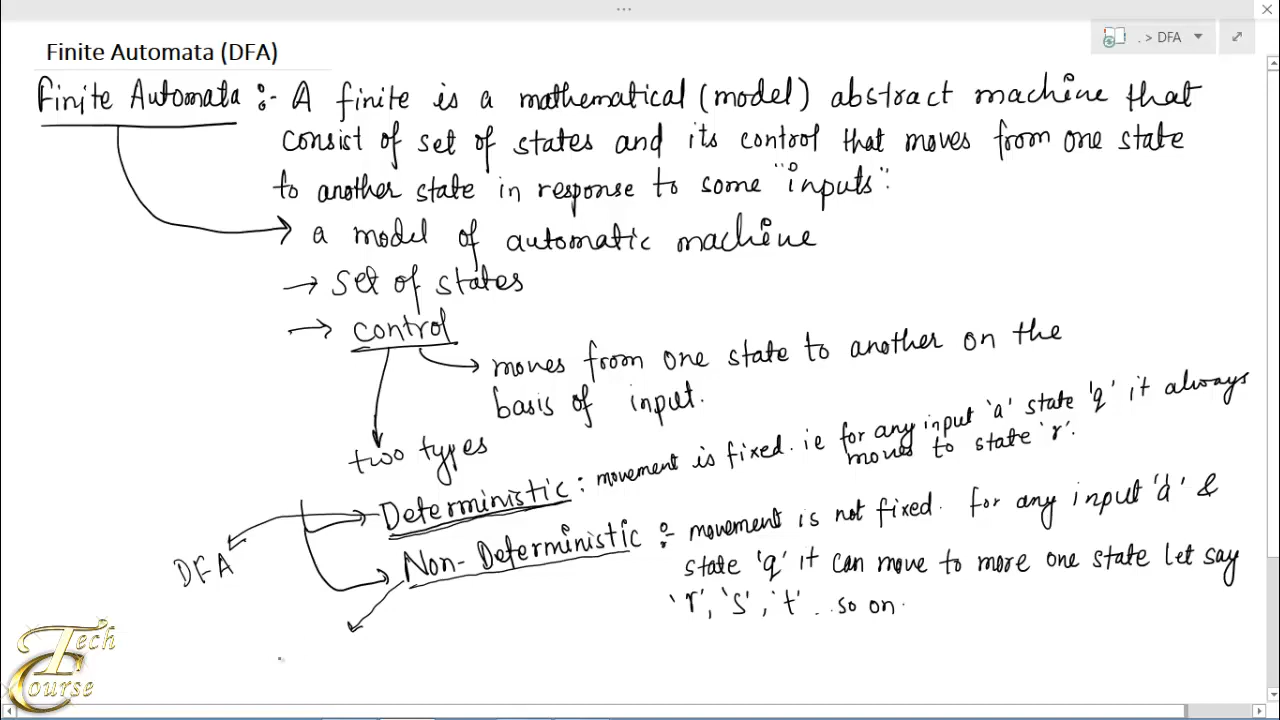 . > DFA
Finite Automata (DFA)
Finite Automata :- A finite is a mathematical (model) abstract machine that
consist of set of states and its control that moves from one state
to another state in response to some "inputs".
a model of automatic machine
→ Set of states
→ control
moves from one state to another on the
basis of input.
two types
Deterministic : movement is fixed. ie for any input 'a' state 'q' it always
moves to state 'r'.
Non-Deterministic :- movement is not fixed. For any input 'a' &
state 'q' it can move to more one state let say
'r', 's', 't' .. so on.
DFA
Tech
Course